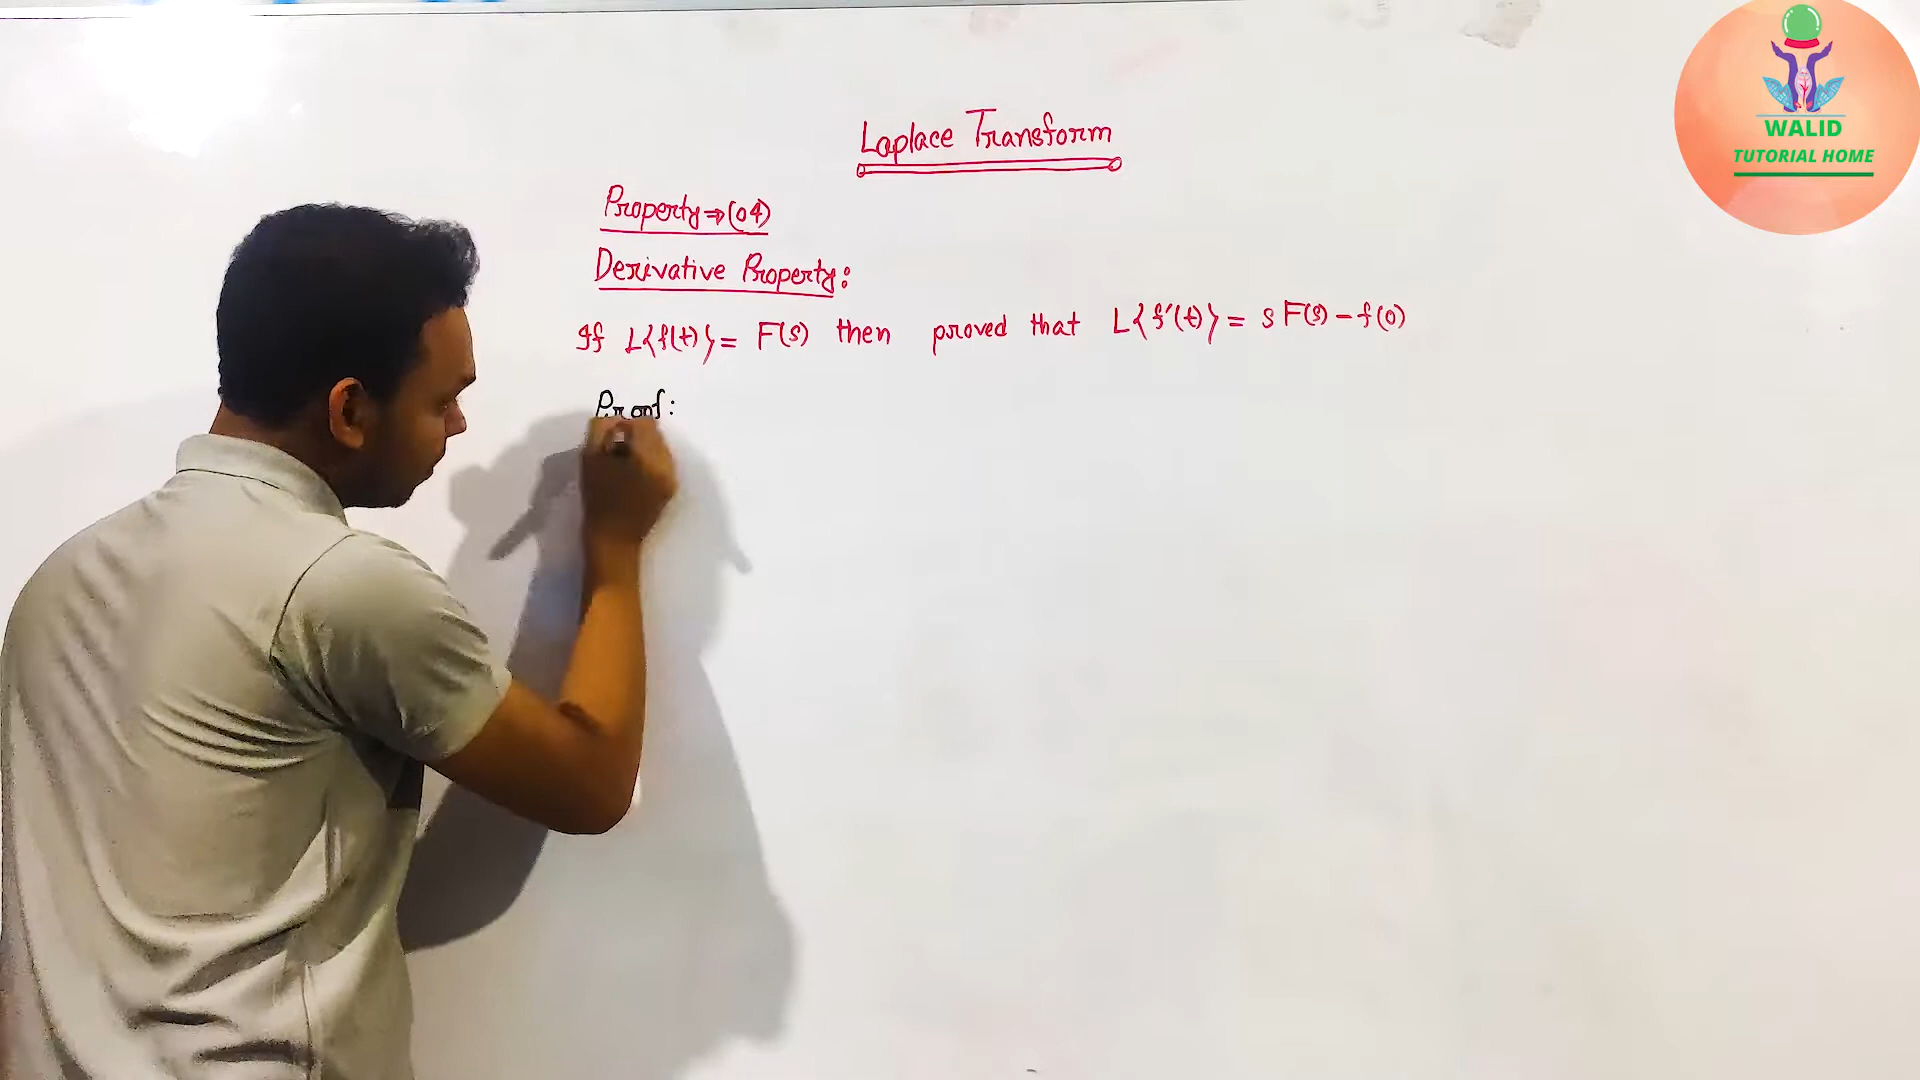 Laplace Transform
Property⇒(04)
Derivative Property:
If L{f(t)} = F(s) then proved that L{f′(t)} = s F(s) - f(0)
Proof:
WALID
TUTORIAL HOME